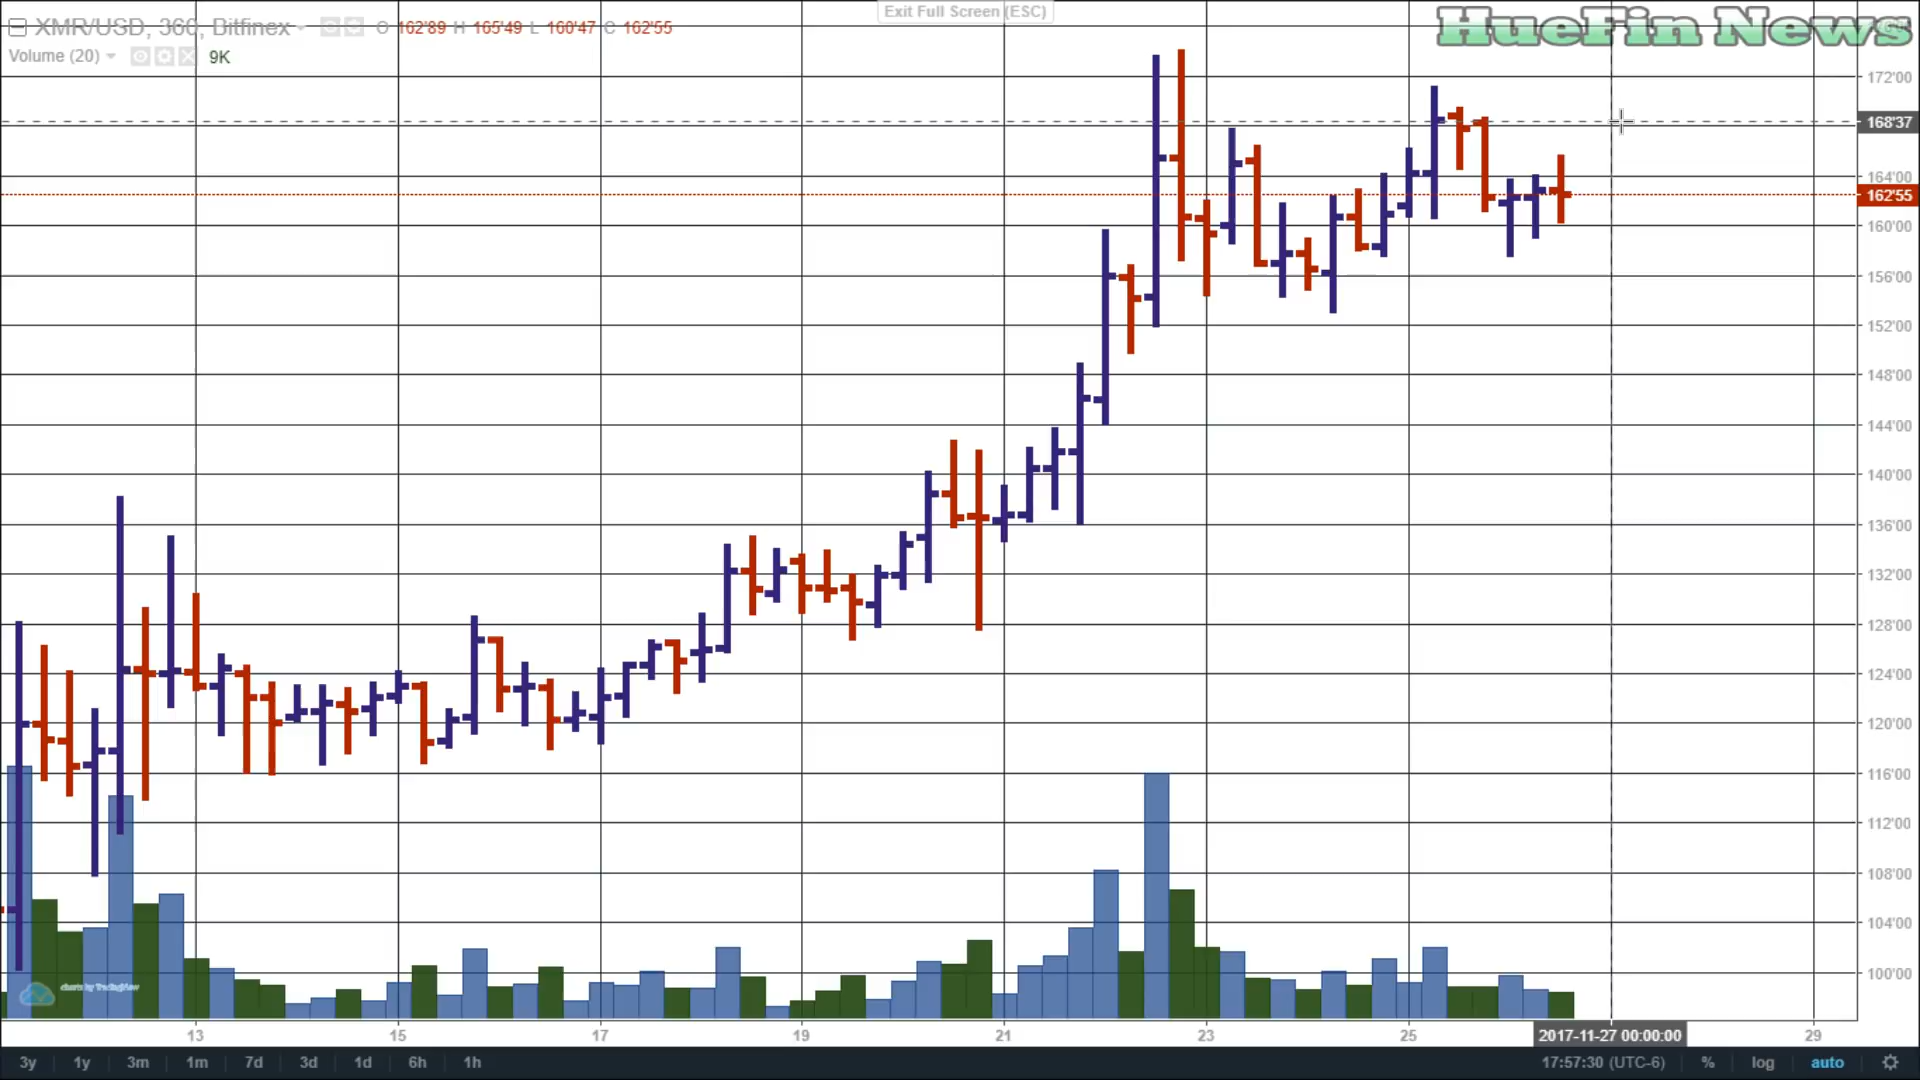 Exit Full Screen (ESC)
HueFin News
XMR/USD, 360, Bitfinex O 162'89 H 165'49 L 160'47 C 162'55
Volume (20) 9K
172'00
168'37
164'00
162'55
160'00
156'00
152'00
148'00
144'00
140'00
136'00
132'00
128'00
124'00
120'00
116'00
112'00
108'00
104'00
100'00
charts by TradingView
13 15 17 19 21 23 25 2017-11-27 00:00:00 29
3y 1y 3m 1m 7d 3d 1d 6h 1h 17:57:30 (UTC-6) % log auto